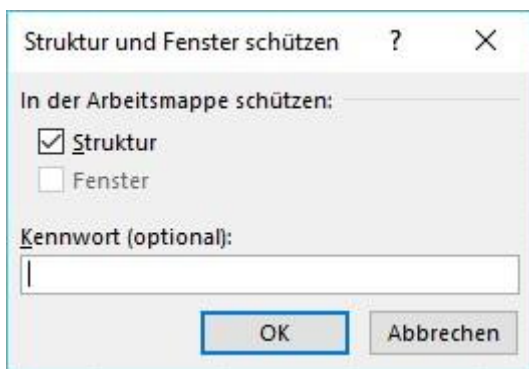 Struktur und Fenster schützen ? ×
In der Arbeitsmappe schützen:
Struktur
Fenster
Kennwort (optional):
OK Abbrechen